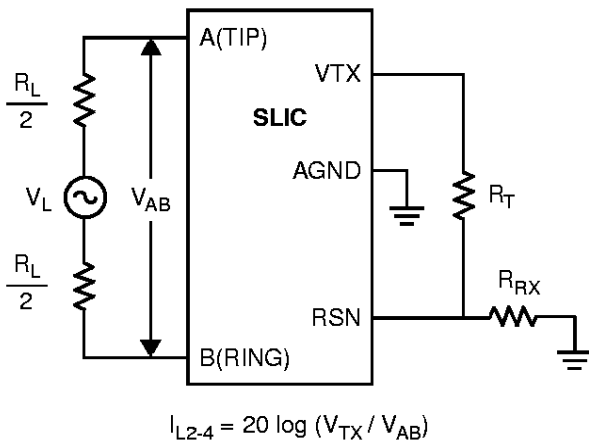 A(TIP)
R_L
2
VTX
SLIC
AGND
V_L
V_AB
R_T
R_L
2
R_RX
RSN
B(RING)
I_L2-4 = 20 log (V_TX / V_AB)